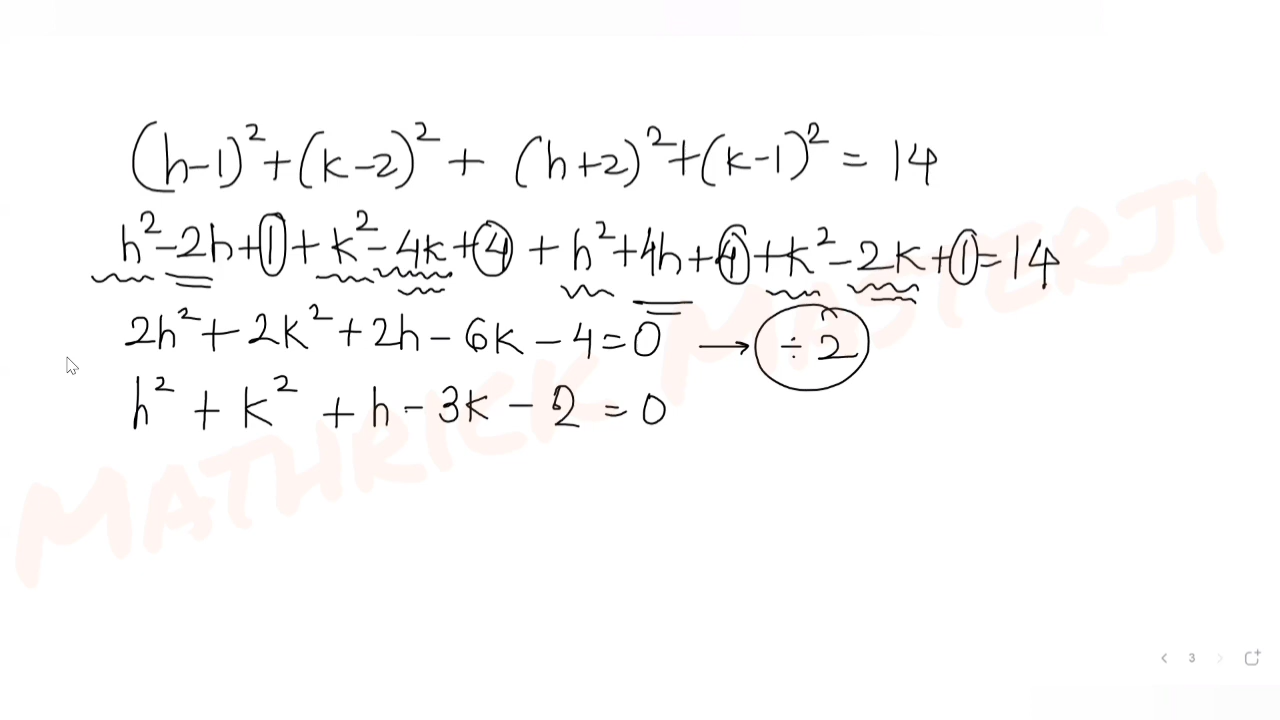 (h-1)²+(k-2)² + (h+2)²+(k-1)² = 14
h²-2h+1+k²-4k+4 + h²+4h+4+k²-2k+1=14
2h²+2k²+2h-6k-4=0 → ÷2
h² + k² + h-3k-2 = 0
MATHRICK MASTERJI
3